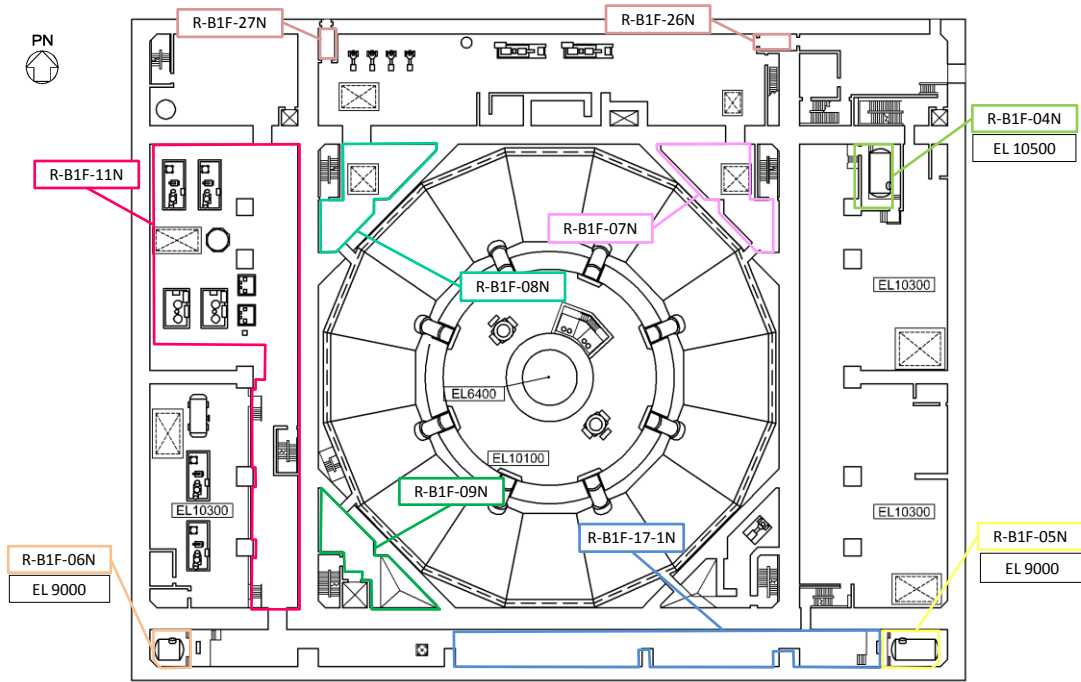 R-B1F-27N
R-B1F-26N
PN
R-B1F-04N
EL 10500
R-B1F-11N
R-B1F-07N
R-B1F-08N
EL10300
EL6400
EL10100
R-B1F-09N
EL10300
EL10300
R-B1F-17-1N
R-B1F-05N
EL 9000
R-B1F-06N
EL 9000